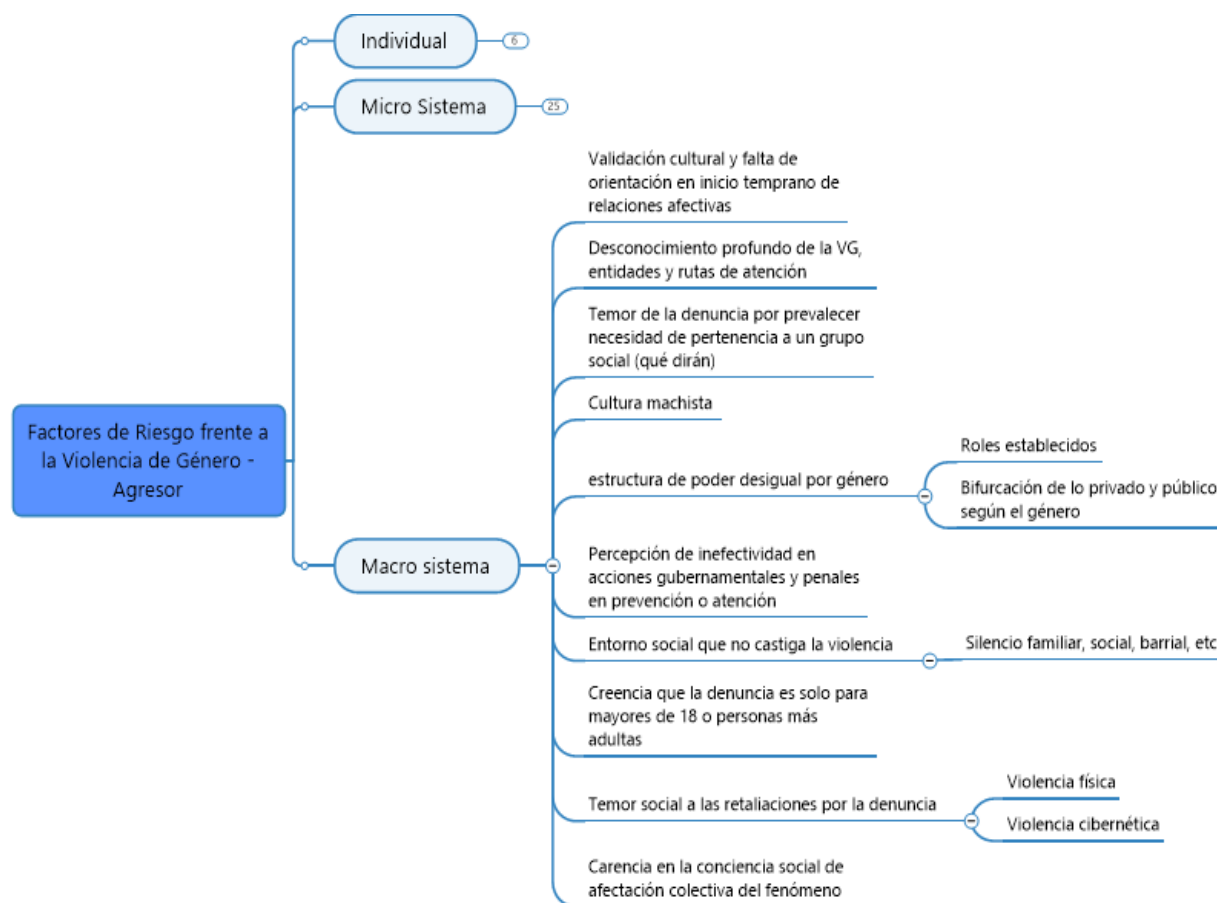 Individual
6
Micro Sistema
25
Validación cultural y falta de
orientación en inicio temprano de
relaciones afectivas
Desconocimiento profundo de la VG,
entidades y rutas de atención
Temor de la denuncia por prevalecer
necesidad de pertenencia a un grupo
social (qué dirán)
Cultura machista
Factores de Riesgo frente a
la Violencia de Género -
Agresor
estructura de poder desigual por género
Roles establecidos
Bifurcación de lo privado y público
según el género
Macro sistema
Percepción de inefectividad en
acciones gubernamentales y penales
en prevención o atención
Entorno social que no castiga la violencia
Silencio familiar, social, barrial, etc
Creencia que la denuncia es solo para
mayores de 18 o personas más
adultas
Temor social a las retaliaciones por la denuncia
Violencia física
Violencia cibernética
Carencia en la conciencia social de
afectación colectiva del fenómeno